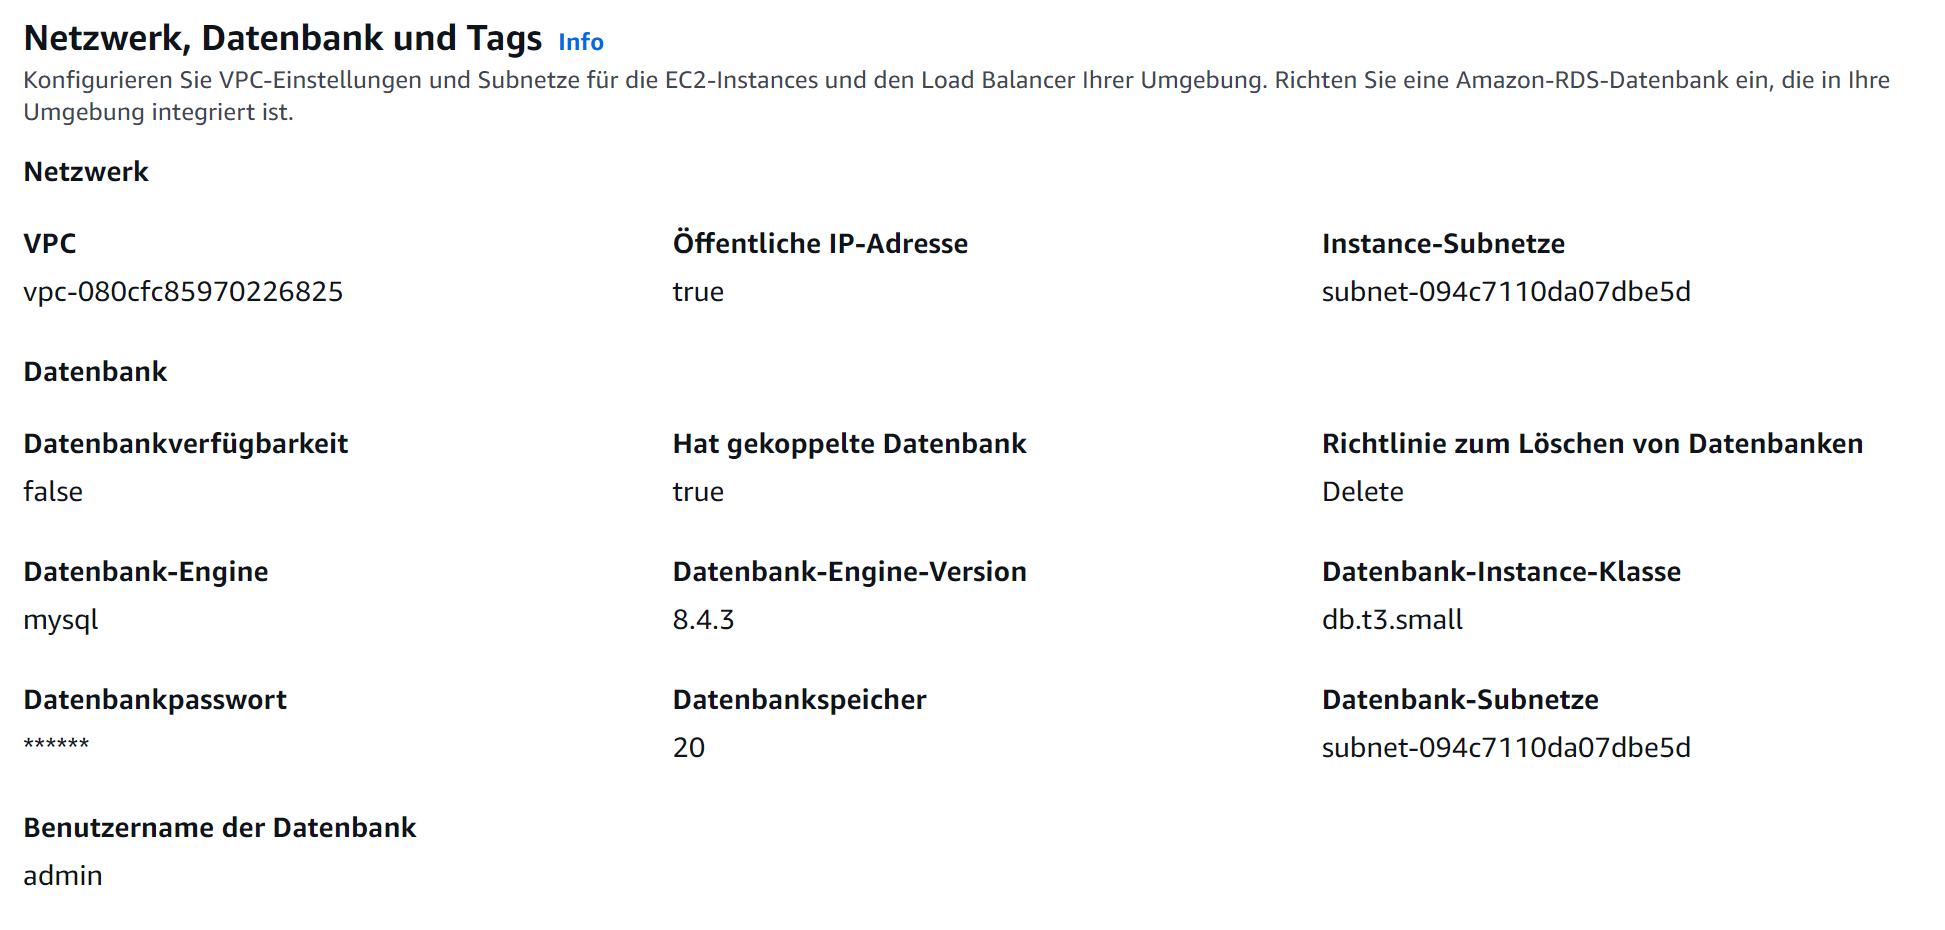 Netzwerk, Datenbank und Tags Info
Konfigurieren Sie VPC-Einstellungen und Subnetze für die EC2-Instances und den Load Balancer Ihrer Umgebung. Richten Sie eine Amazon-RDS-Datenbank ein, die in Ihre
Umgebung integriert ist.
Netzwerk
VPC
vpc-080cfc85970226825
Öffentliche IP-Adresse
true
Instance-Subnetze
subnet-094c7110da07dbe5d
Datenbank
Datenbankverfügbarkeit
false
Hat gekoppelte Datenbank
true
Richtlinie zum Löschen von Datenbanken
Delete
Datenbank-Engine
mysql
Datenbank-Engine-Version
8.4.3
Datenbank-Instance-Klasse
db.t3.small
Datenbankpasswort
******
Datenbankspeicher
20
Datenbank-Subnetze
subnet-094c7110da07dbe5d
Benutzername der Datenbank
admin